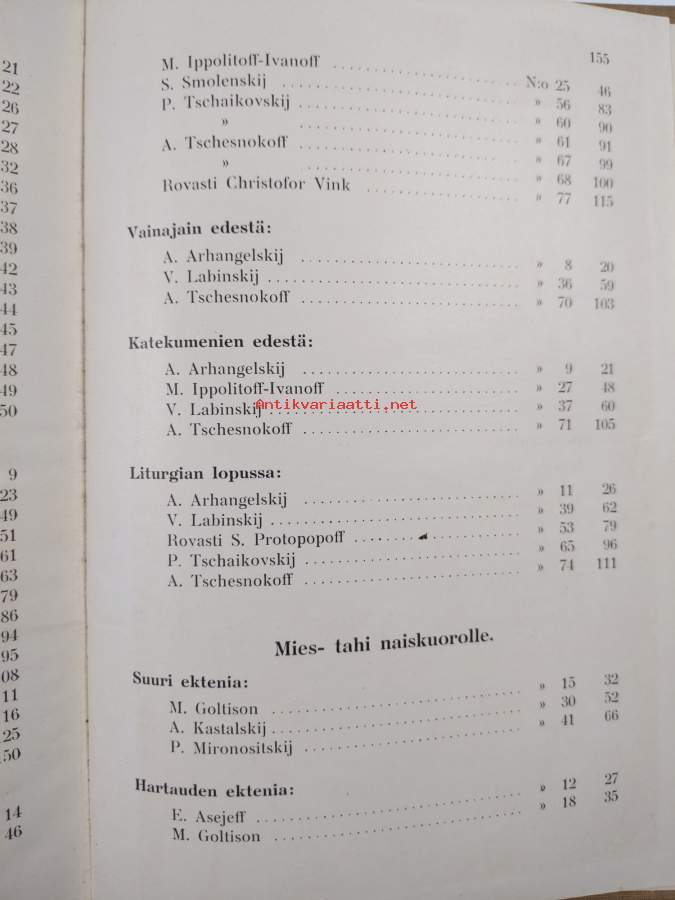 21
22
26
27
28
32
36
37
38
39
42
43
44
45
47
48
49
50
9
23
49
51
61
63
79
86
94
95
08
11
16
25
50
14
46
155
M. Ippolitoff-Ivanoff N:o 25 46
S. Smolenskij » 56 83
P. Tschaikovskij » 60 90
» » 61 91
A. Tschesnokoff » 67 99
» » 68 100
Rovasti Christofor Vink » 77 115
Vainajain edestä:
A. Arhangelskij » 8 20
V. Labinskij » 36 59
A. Tschesnokoff » 70 103
Katekumenien edestä:
A. Arhangelskij » 9 21
M. Ippolitoff-Ivanoff » 27 48
V. Labinskij » 37 60
A. Tschesnokoff » 71 105
Antikvariaatti.net
Liturgian lopussa:
A. Arhangelskij » 11 26
V. Labinskij » 39 62
Rovasti S. Protopopoff » 53 79
P. Tschaikovskij » 65 96
A. Tschesnokoff » 74 111
Mies- tahi naiskuorolle.
Suuri ektenia:
M. Goltison » 15 32
A. Kastalskij » 30 52
P. Mironositskij » 41 66
Hartauden ektenia:
E. Asejeff » 12 27
M. Goltison » 18 35